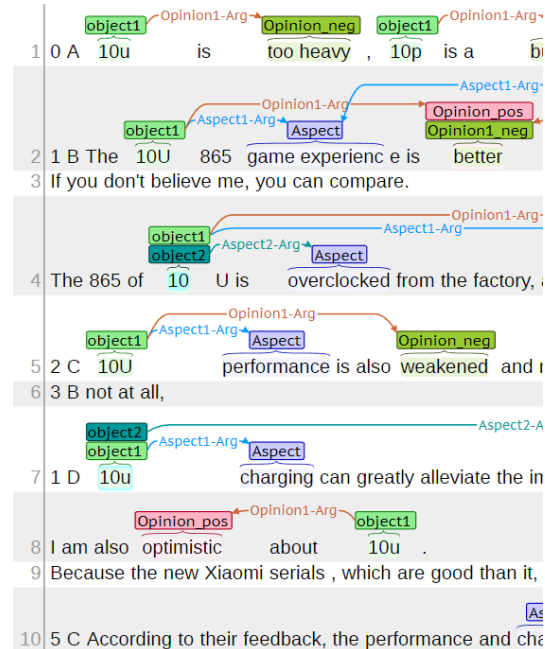 Opinion1-Arg Opinion1-Arg
object1 Opinion_neg object1
1 0 A 10u is too heavy , 10p is a
Aspect1-Arg
Opinion1-Arg Opinion_pos
object1 Aspect1-Arg Aspect Opinion1_neg
2 1 B The 10U 865 game experienc e is better
3 If you don't believe me, you can compare.
Opinion1-Arg
object1 Aspect1-Arg
object2 Aspect2-Arg Aspect
4 The 865 of 10 U is overclocked from the factory,
Opinion1-Arg
object1 Aspect1-Arg Aspect Opinion_neg
5 2 C 10U performance is also weakened and
6 3 B not at all,
object2 Aspect2-A
object1 Aspect1-Arg Aspect
7 1 D 10u charging can greatly alleviate the
Opinion_pos Opinion1-Arg object1
8 I am also optimistic about 10u .
9 Because the new Xiaomi serials , which are good than it,
As
10 5 C According to their feedback, the performance and cha